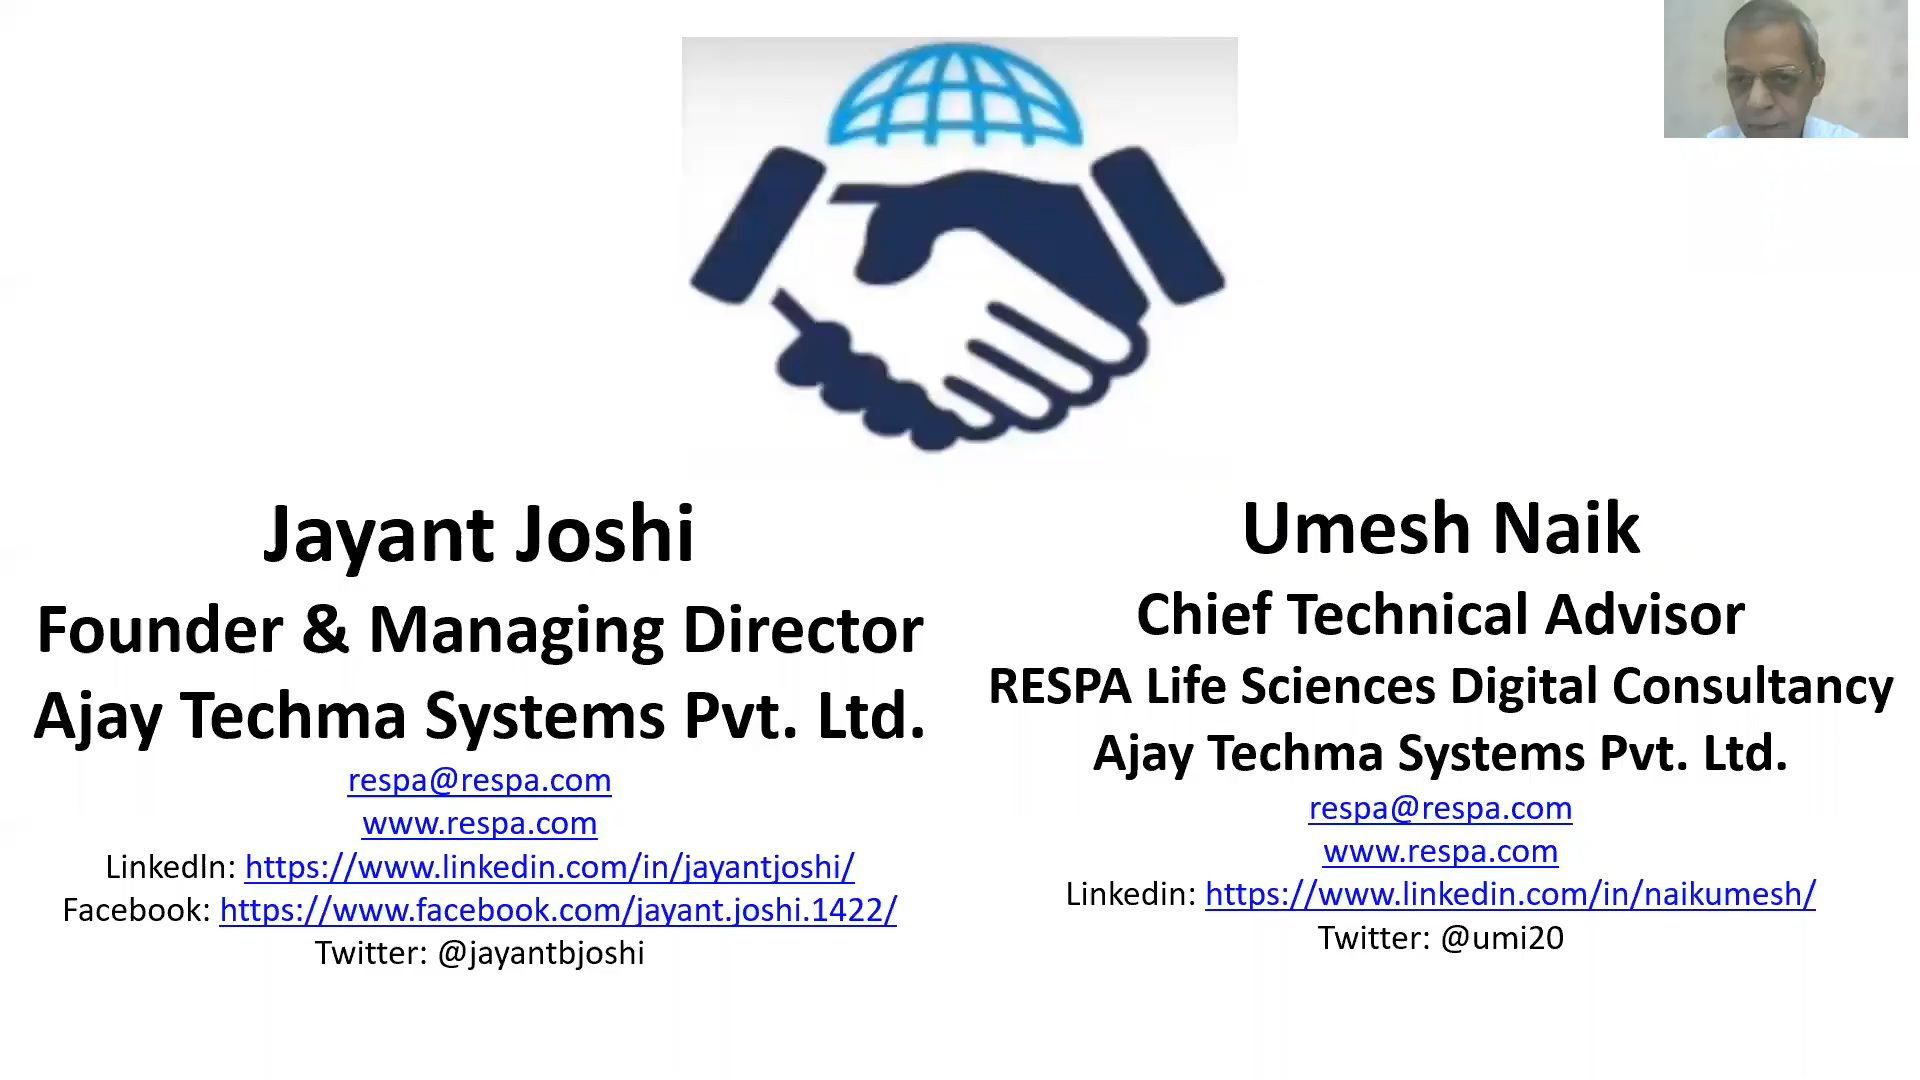 Jayant Joshi
Founder & Managing Director
Ajay Techma Systems Pvt. Ltd.
respa@respa.com
www.respa.com
LinkedIn: https://www.linkedin.com/in/jayantjoshi/
Facebook: https://www.facebook.com/jayant.joshi.1422/
Twitter: @jayantbjoshi
Umesh Naik
Chief Technical Advisor
RESPA Life Sciences Digital Consultancy
Ajay Techma Systems Pvt. Ltd.
respa@respa.com
www.respa.com
Linkedin: https://www.linkedin.com/in/naikumesh/
Twitter: @umi20